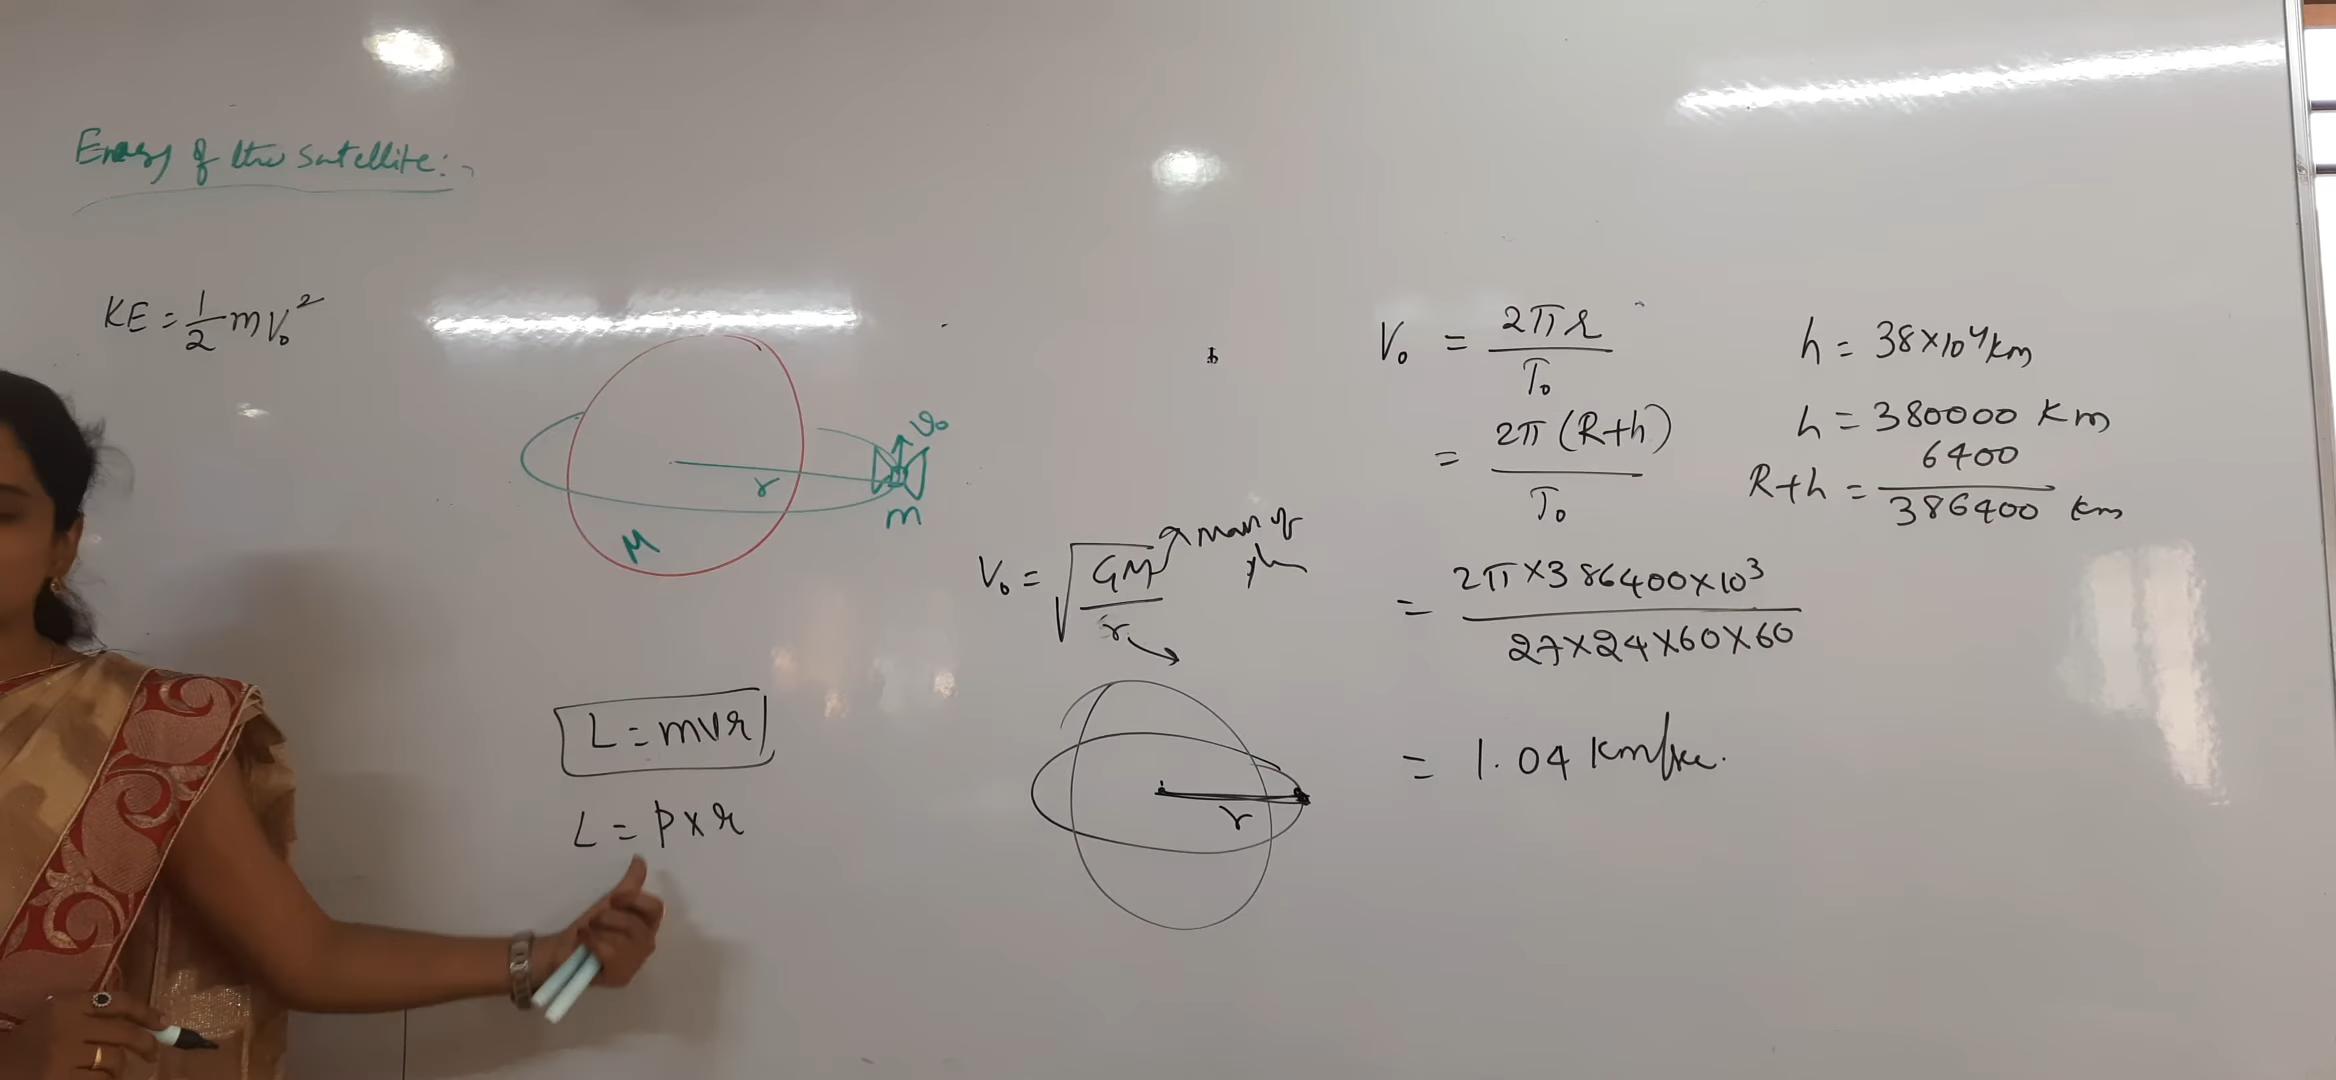 Energy of the satellite:-
KE = 1/2 mV₀²
V₀
r
m
M
L = mvr
L = p x r
V₀ = √(GM/r)
mass of
r
V₀ = 2πr/T₀
= 2π(R+h)/T₀
= 2π×386400×10³/27×24×60×60
= 1.04 km/sec.
h = 38×10⁴ km
h = 380000 km
6400
R+h = 386400 km